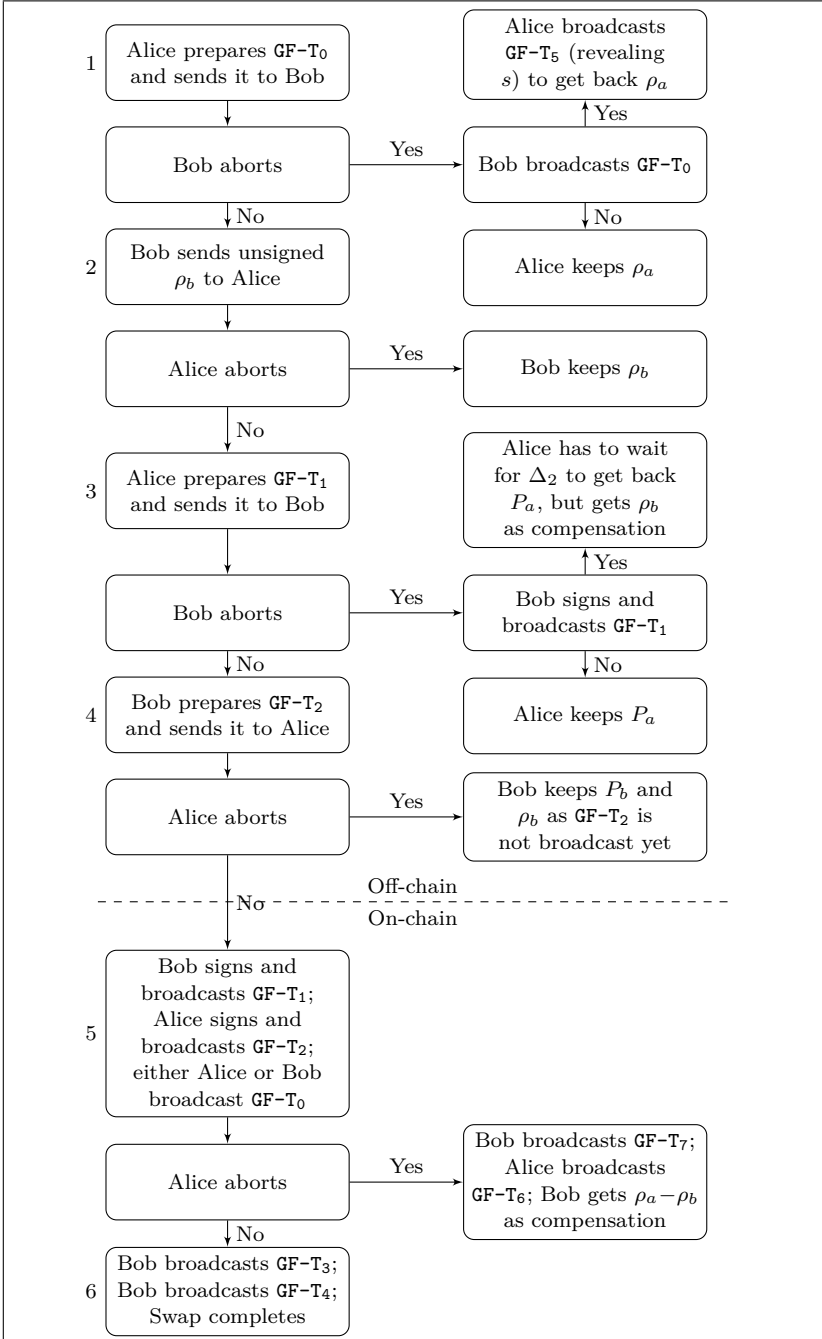 1
Alice prepares GF-T₀
and sends it to Bob
Alice broadcasts
GF-T₅ (revealing
s) to get back ρₐ
Yes
Bob aborts
Yes
Bob broadcasts GF-T₀
No
No
2
Bob sends unsigned
ρ_b to Alice
Alice keeps ρₐ
Alice aborts
Yes
Bob keeps ρ_b
No
3
Alice prepares GF-T₁
and sends it to Bob
Alice has to wait
for Δ₂ to get back
Pₐ, but gets ρ_b
as compensation
Yes
Bob aborts
Yes
Bob signs and
broadcasts GF-T₁
No
No
4
Bob prepares GF-T₂
and sends it to Alice
Alice keeps Pₐ
Alice aborts
Yes
Bob keeps P_b and
ρ_b as GF-T₂ is
not broadcast yet
Off-chain
No
On-chain
5
Bob signs and
broadcasts GF-T₁;
Alice signs and
broadcasts GF-T₂;
either Alice or Bob
broadcast GF-T₀
Alice aborts
Yes
Bob broadcasts GF-T₇;
Alice broadcasts
GF-T₆; Bob gets ρₐ−ρ_b
as compensation
No
6
Bob broadcasts GF-T₃;
Bob broadcasts GF-T₄;
Swap completes